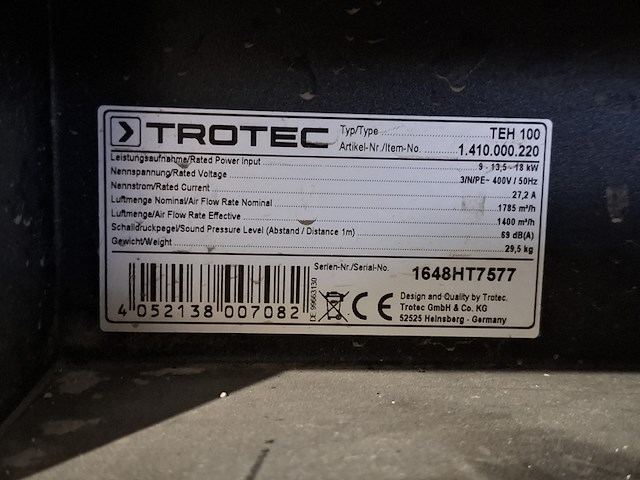 TROTEC
Typ/Type TEH 100
Artikel-Nr./Item-No. 1.410.000.220
Leistungsaufnahme/Rated Power Input 9 - 13,5 - 18 kW
Nennspannung/Rated Voltage 3/N/PE~ 400V / 50Hz
Nennstrom/Rated Current 27,2 A
Luftmenge Nominal/Air Flow Rate Nominal 1785 m³/h
Luftmenge/Air Flow Rate Effective 1400 m³/h
Schalldruckpegel/Sound Pressure Level (Abstand / Distance 1m) 69 dB(A)
Gewicht/Weight 29,5 kg
Serien-Nr./Serial-No. 1648HT7577
4 052138 007082
DE 99663130
CE
Design and Quality by Trotec.
Trotec GmbH & Co. KG
52525 Heinsberg - Germany